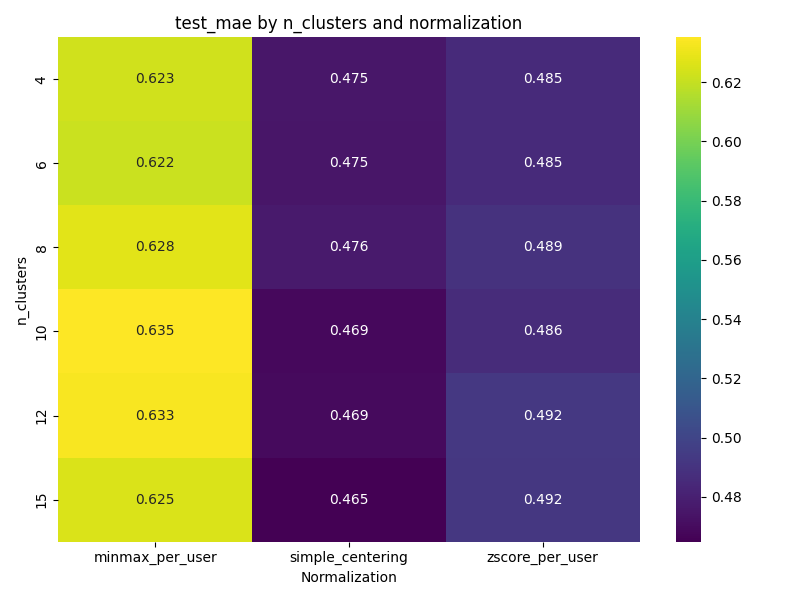 test_mae by n_clusters and normalization
n_clusters
4 0.623 0.475 0.485
6 0.622 0.475 0.485
8 0.628 0.476 0.489
10 0.635 0.469 0.486
12 0.633 0.469 0.492
15 0.625 0.465 0.492
minmax_per_user simple_centering zscore_per_user
Normalization
0.62
0.60
0.58
0.56
0.54
0.52
0.50
0.48